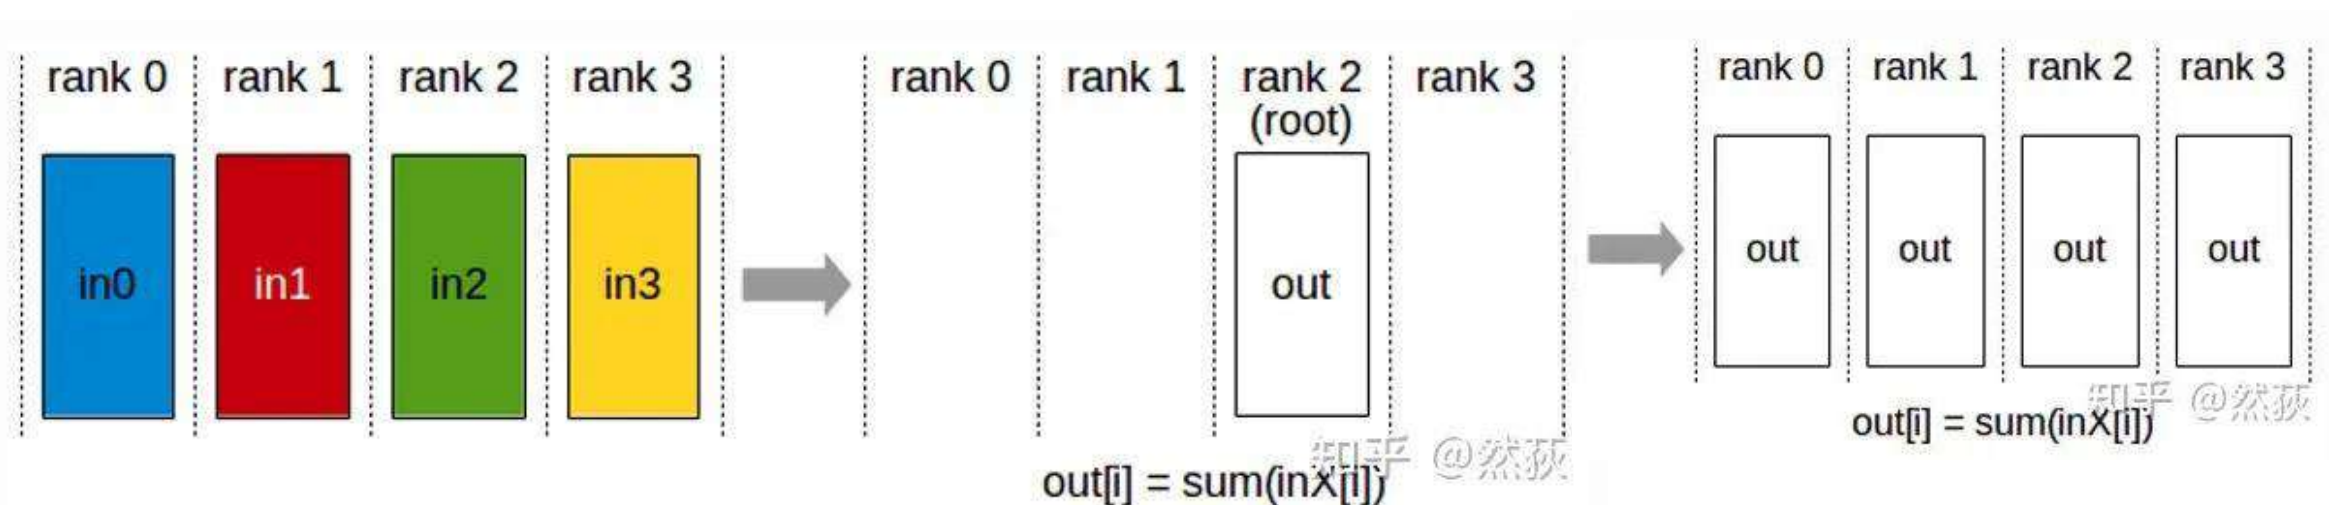 rank 0 rank 1 rank 2 rank 3
in0 in1 in2 in3
rank 0 rank 1 rank 2 rank 3
(root)
out
out[i] = sum(inX[i])
知乎 @然荻
rank 0 rank 1 rank 2 rank 3
out out out out
out[i] = sum(inX[i])
知乎 @然荻